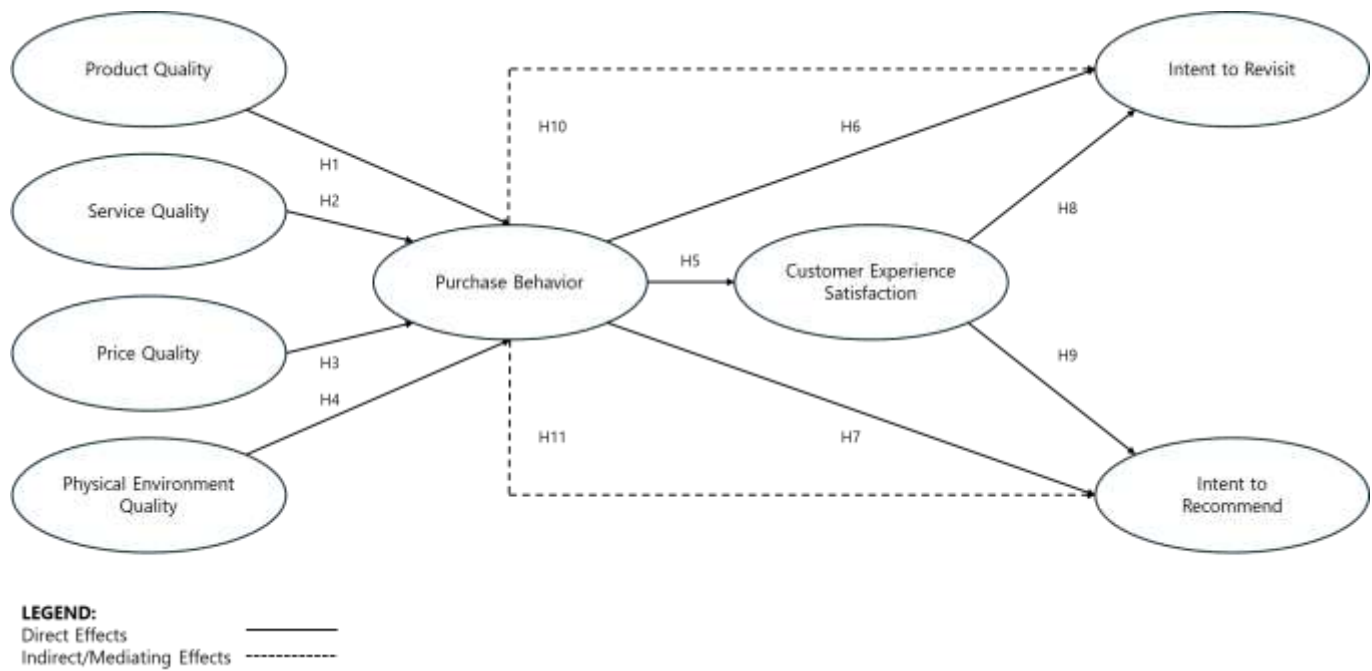 Product Quality
Intent to Revisit
H10
H6
H1
H2
Service Quality
H8
H5
Purchase Behavior
Customer Experience
Satisfaction
Price Quality
H3
H9
H4
H11
H7
Physical Environment
Quality
Intent to
Recommend
LEGEND:
Direct Effects
Indirect/Mediating Effects